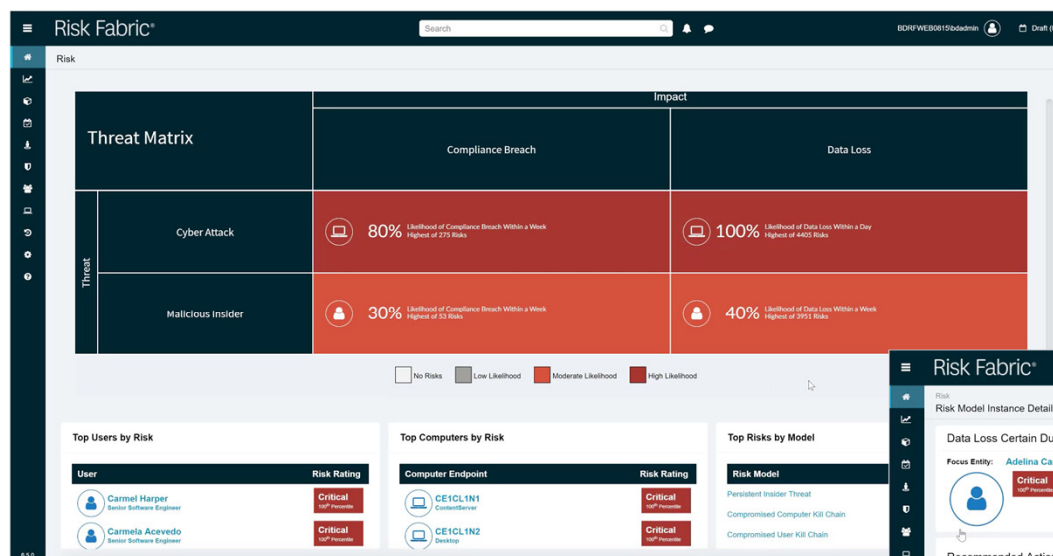 Risk Fabric®
Search
BDRFWEB0815\bdadmin
Draft (
Risk
Threat Matrix
Impact
Compliance Breach
Data Loss
Threat
Cyber Attack
80% Likelihood of Compliance Breach Within a Week
Highest of 275 Risks
100% Likelihood of Data Loss Within a Day
Highest of 4405 Risks
Malicious Insider
30% Likelihood of Compliance Breach Within a Week
Highest of 53 Risks
40% Likelihood of Data Loss Within a Week
Highest of 3951 Risks
No Risks
Low Likelihood
Moderate Likelihood
High Likelihood
Top Users by Risk
User
Risk Rating
Carmel Harper
Senior Software Engineer
Critical
100th Percentile
Carmela Acevedo
Senior Software Engineer
Critical
100th Percentile
Top Computers by Risk
Computer Endpoint
Risk Rating
CE1CL1N1
ContentServer
Critical
100th Percentile
CE1CL1N2
Desktop
Critical
100th Percentile
Top Risks by Model
Risk Model
Persistent Insider Threat
Compromised Computer Kill Chain
Compromised User Kill Chain
Risk Fabric®
Risk
Risk Model Instance Detail
Data Loss Certain Du
Focus Entity: Adelina Ca
Critical
100th Percentile
6.5.0